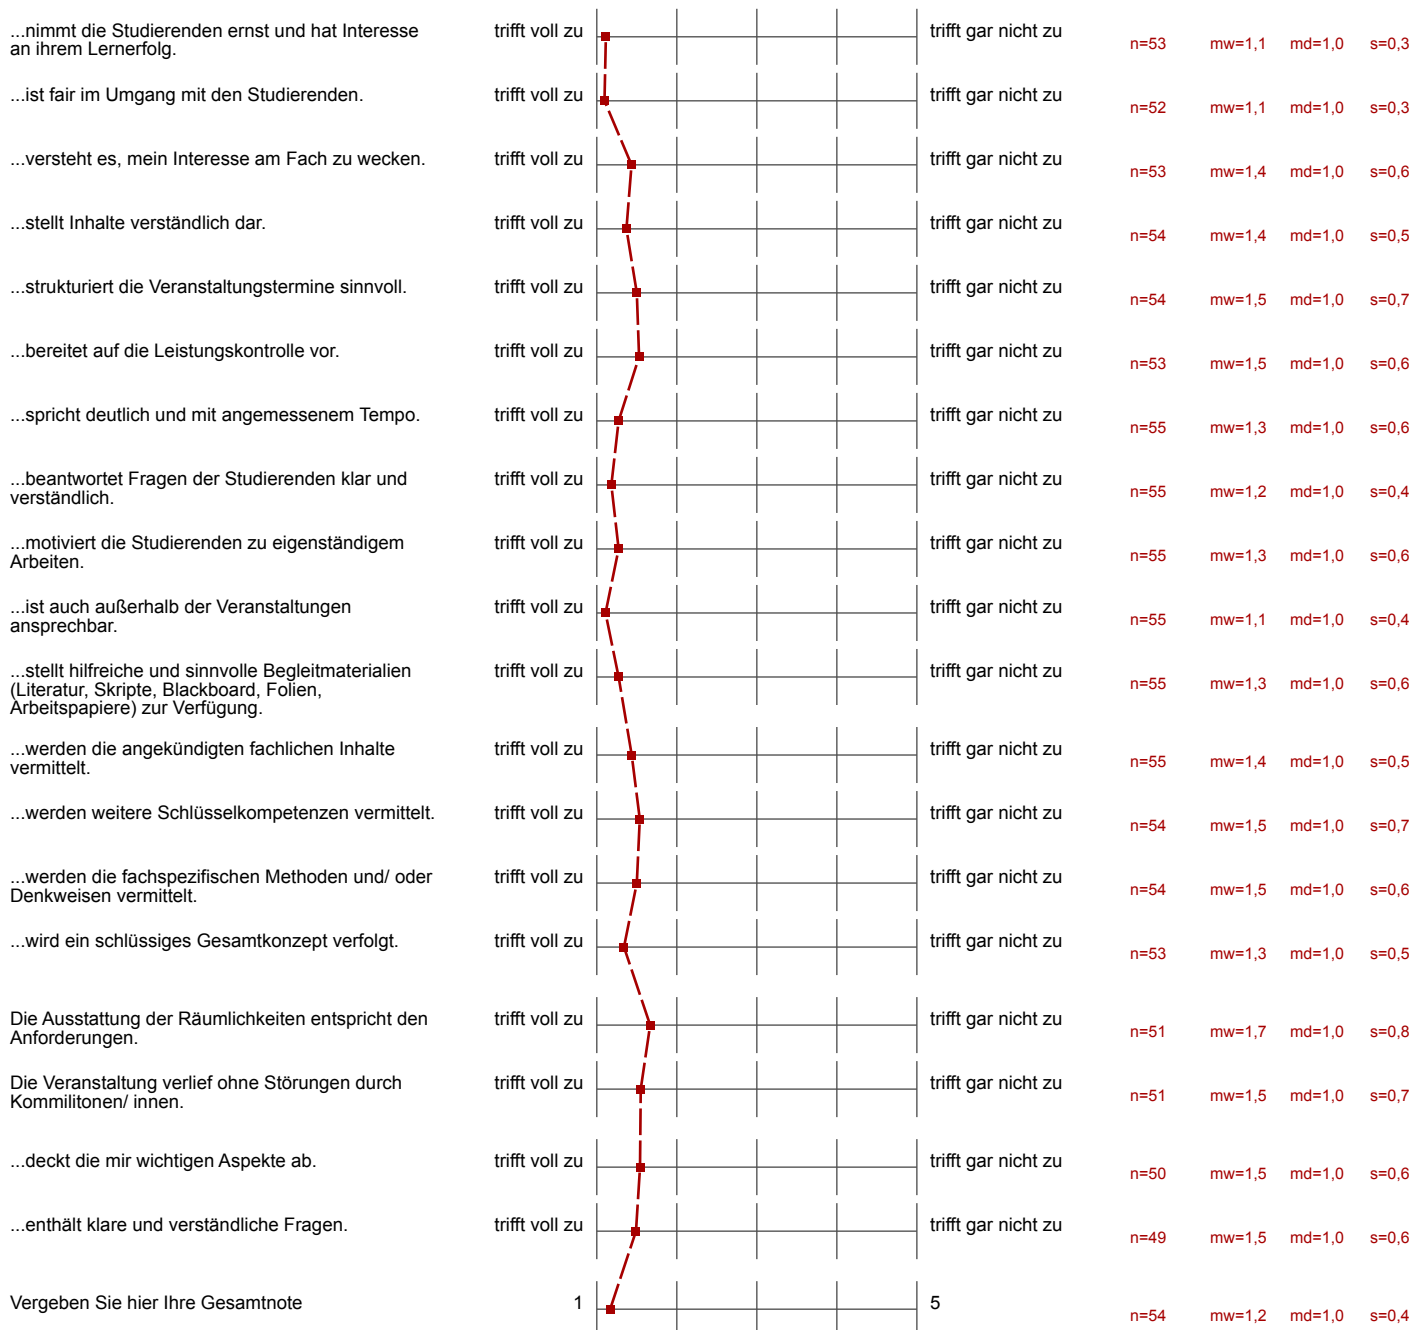 ...nimmt die Studierenden ernst und hat Interesse
an ihrem Lernerfolg.
trifft voll zu
trifft gar nicht zu
n=53 mw=1,1 md=1,0 s=0,3
...ist fair im Umgang mit den Studierenden.
trifft voll zu
trifft gar nicht zu
n=52 mw=1,1 md=1,0 s=0,3
...versteht es, mein Interesse am Fach zu wecken.
trifft voll zu
trifft gar nicht zu
n=53 mw=1,4 md=1,0 s=0,6
...stellt Inhalte verständlich dar.
trifft voll zu
trifft gar nicht zu
n=54 mw=1,4 md=1,0 s=0,5
...strukturiert die Veranstaltungstermine sinnvoll.
trifft voll zu
trifft gar nicht zu
n=54 mw=1,5 md=1,0 s=0,7
...bereitet auf die Leistungskontrolle vor.
trifft voll zu
trifft gar nicht zu
n=53 mw=1,5 md=1,0 s=0,6
...spricht deutlich und mit angemessenem Tempo.
trifft voll zu
trifft gar nicht zu
n=55 mw=1,3 md=1,0 s=0,6
...beantwortet Fragen der Studierenden klar und
verständlich.
trifft voll zu
trifft gar nicht zu
n=55 mw=1,2 md=1,0 s=0,4
...motiviert die Studierenden zu eigenständigem
Arbeiten.
trifft voll zu
trifft gar nicht zu
n=55 mw=1,3 md=1,0 s=0,6
...ist auch außerhalb der Veranstaltungen
ansprechbar.
trifft voll zu
trifft gar nicht zu
n=55 mw=1,1 md=1,0 s=0,4
...stellt hilfreiche und sinnvolle Begleitmaterialien
(Literatur, Skripte, Blackboard, Folien,
Arbeitspapiere) zur Verfügung.
trifft voll zu
trifft gar nicht zu
n=55 mw=1,3 md=1,0 s=0,6
...werden die angekündigten fachlichen Inhalte
vermittelt.
trifft voll zu
trifft gar nicht zu
n=55 mw=1,4 md=1,0 s=0,5
...werden weitere Schlüsselkompetenzen vermittelt.
trifft voll zu
trifft gar nicht zu
n=54 mw=1,5 md=1,0 s=0,7
...werden die fachspezifischen Methoden und/ oder
Denkweisen vermittelt.
trifft voll zu
trifft gar nicht zu
n=54 mw=1,5 md=1,0 s=0,6
...wird ein schlüssiges Gesamtkonzept verfolgt.
trifft voll zu
trifft gar nicht zu
n=53 mw=1,3 md=1,0 s=0,5
Die Ausstattung der Räumlichkeiten entspricht den
Anforderungen.
trifft voll zu
trifft gar nicht zu
n=51 mw=1,7 md=1,0 s=0,8
Die Veranstaltung verlief ohne Störungen durch
Kommilitonen/ innen.
trifft voll zu
trifft gar nicht zu
n=51 mw=1,5 md=1,0 s=0,7
...deckt die mir wichtigen Aspekte ab.
trifft voll zu
trifft gar nicht zu
n=50 mw=1,5 md=1,0 s=0,6
...enthält klare und verständliche Fragen.
trifft voll zu
trifft gar nicht zu
n=49 mw=1,5 md=1,0 s=0,6
Vergeben Sie hier Ihre Gesamtnote
1
5
n=54 mw=1,2 md=1,0 s=0,4